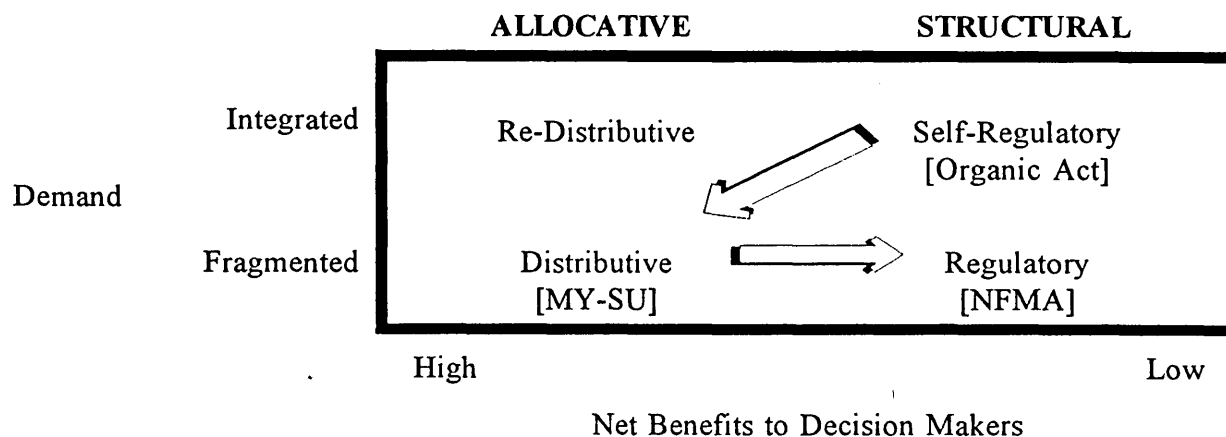 ALLOCATIVE STRUCTURAL
Integrated Re-Distributive Self-Regulatory
[Organic Act]
Demand
Fragmented Distributive Regulatory
[MY-SU] [NFMA]
High Low
Net Benefits to Decision Makers